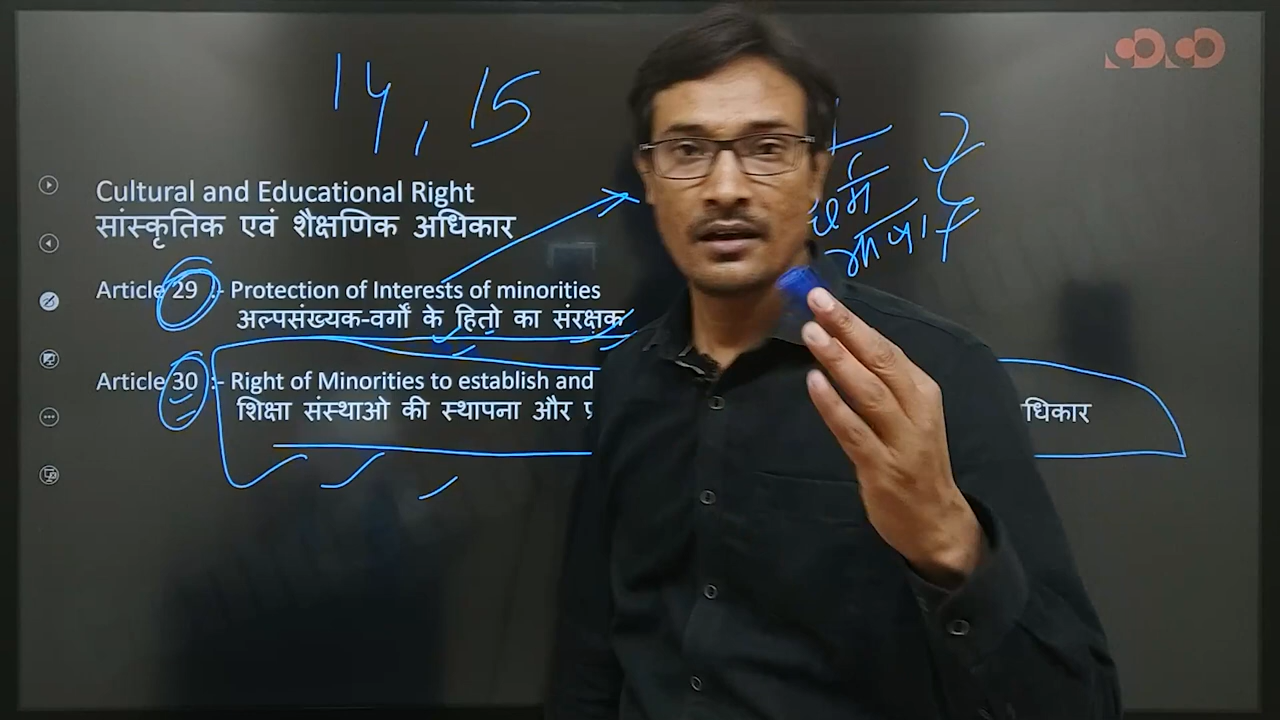 14, 15
Cultural and Educational Right
सांस्कृतिक एवं शैक्षणिक अधिकार
धर्म
भाषा
Article 29 :- Protection of Interests of minorities
अल्पसंख्यक-वर्गों के हितो का संरक्षक
Article 30 :- Right of Minorities to establish and
शिक्षा संस्थाओ की स्थापना और प्र धिकार